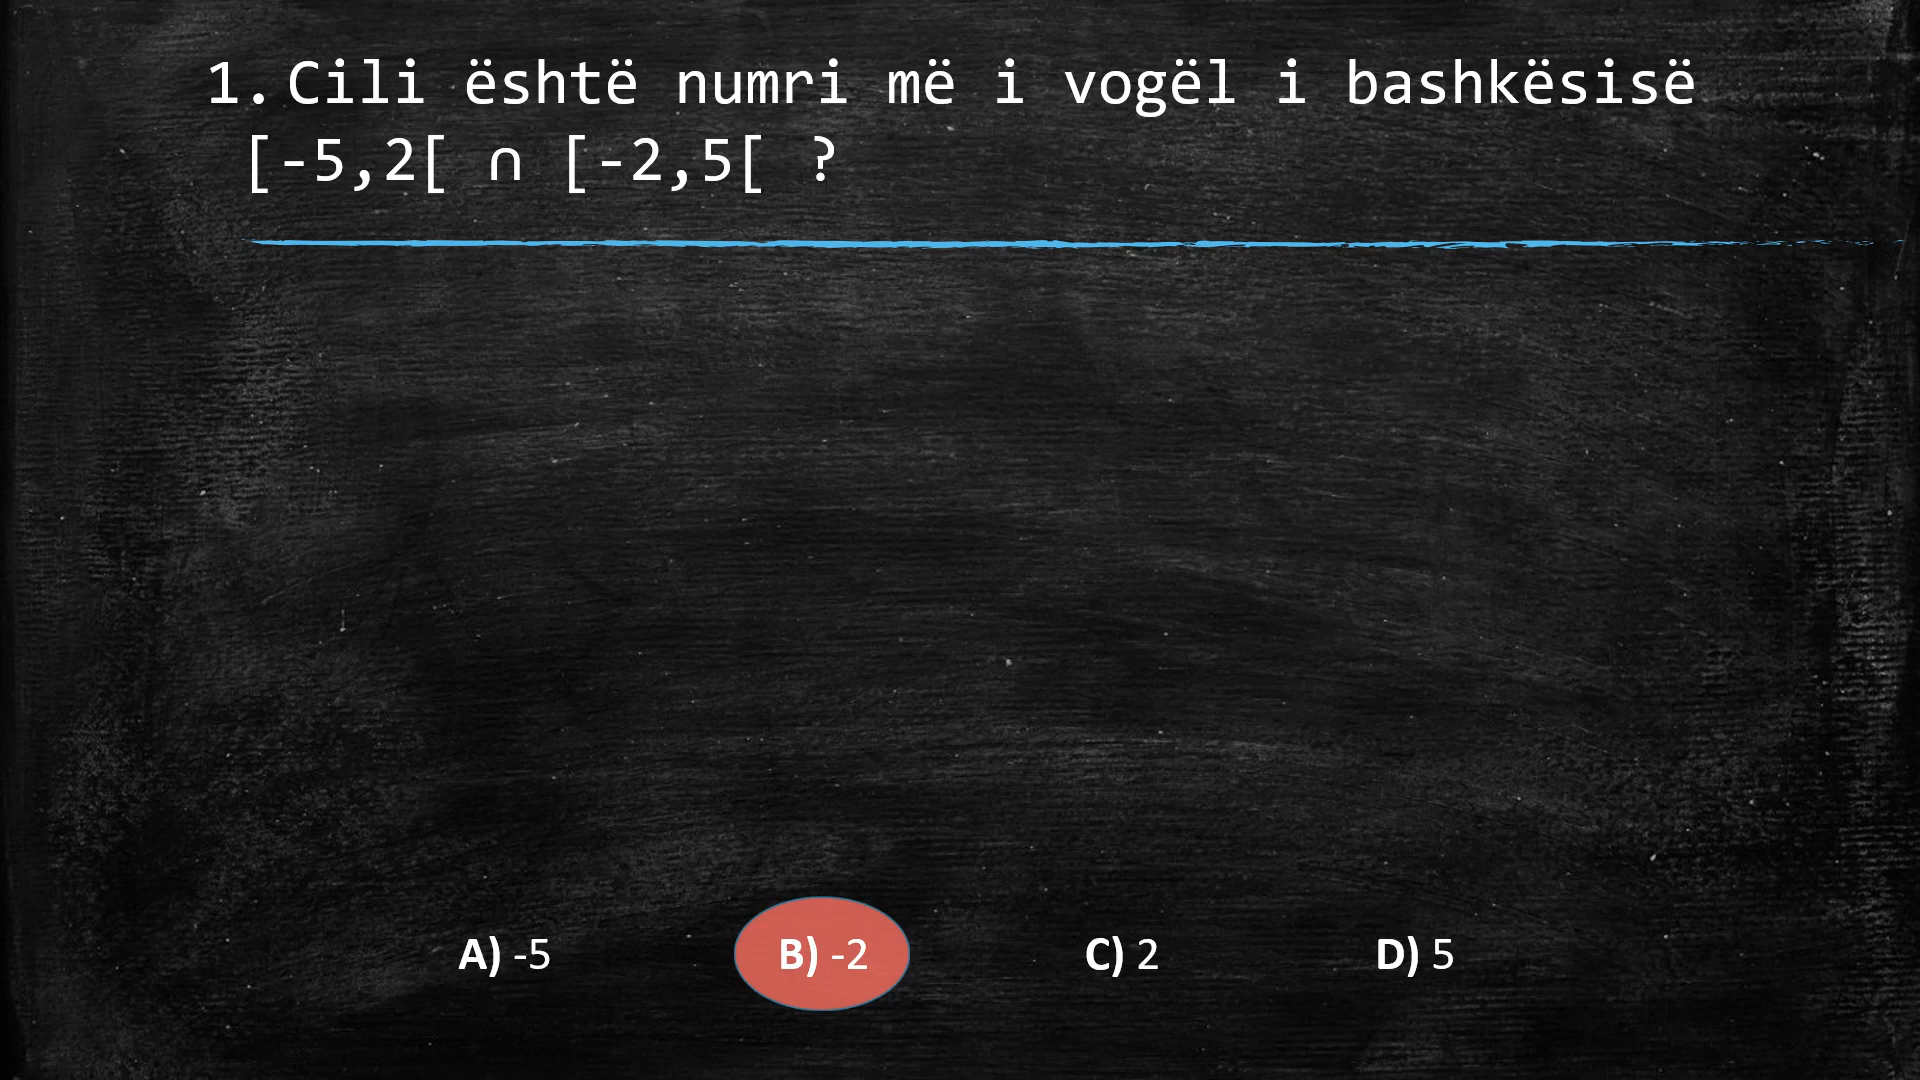 1. Cili është numri më i vogël i bashkësisë
[-5,2[ ∩ [-2,5[ ?
A) -5 B) -2 C) 2 D) 5